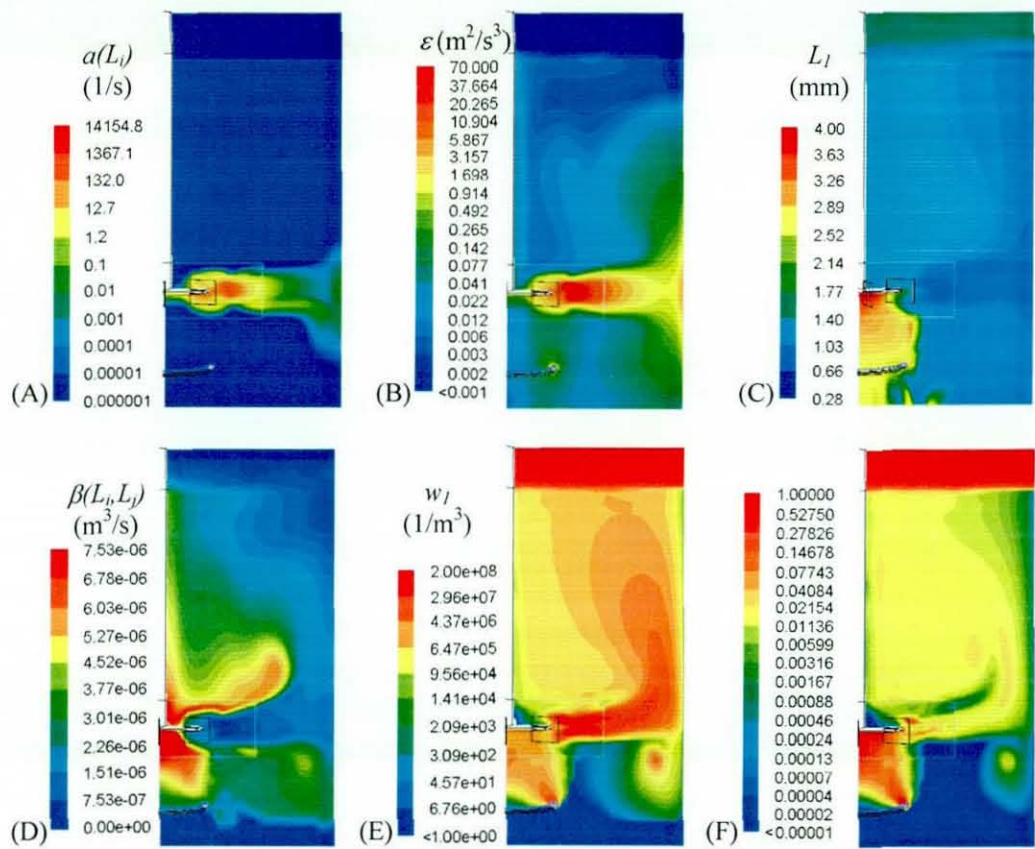 a(Li)
(1/s)
14154.8
1367.1
132.0
12.7
1.2
0.1
0.01
0.001
0.0001
0.00001
0.000001
(A)
ε (m²/s³)
70.000
37.664
20.265
10.904
5.867
3.157
1.698
0.914
0.492
0.265
0.142
0.077
0.041
0.022
0.012
0.006
0.003
0.002
<0.001
(B)
L1
(mm)
4.00
3.63
3.26
2.89
2.52
2.14
1.77
1.40
1.03
0.66
0.28
(C)
β(Li,Lj)
(m³/s)
7.53e-06
6.78e-06
6.03e-06
5.27e-06
4.52e-06
3.77e-06
3.01e-06
2.26e-06
1.51e-06
7.53e-07
0.00e+00
(D)
w1
(1/m³)
2.00e+08
2.96e+07
4.37e+06
6.47e+05
9.56e+04
1.41e+04
2.09e+03
3.09e+02
4.57e+01
6.76e+00
<1.00e+00
(E)
1.00000
0.52750
0.27826
0.14678
0.07743
0.04084
0.02154
0.01136
0.00599
0.00316
0.00167
0.00088
0.00046
0.00024
0.00013
0.00007
0.00004
0.00002
<0.00001
(F)